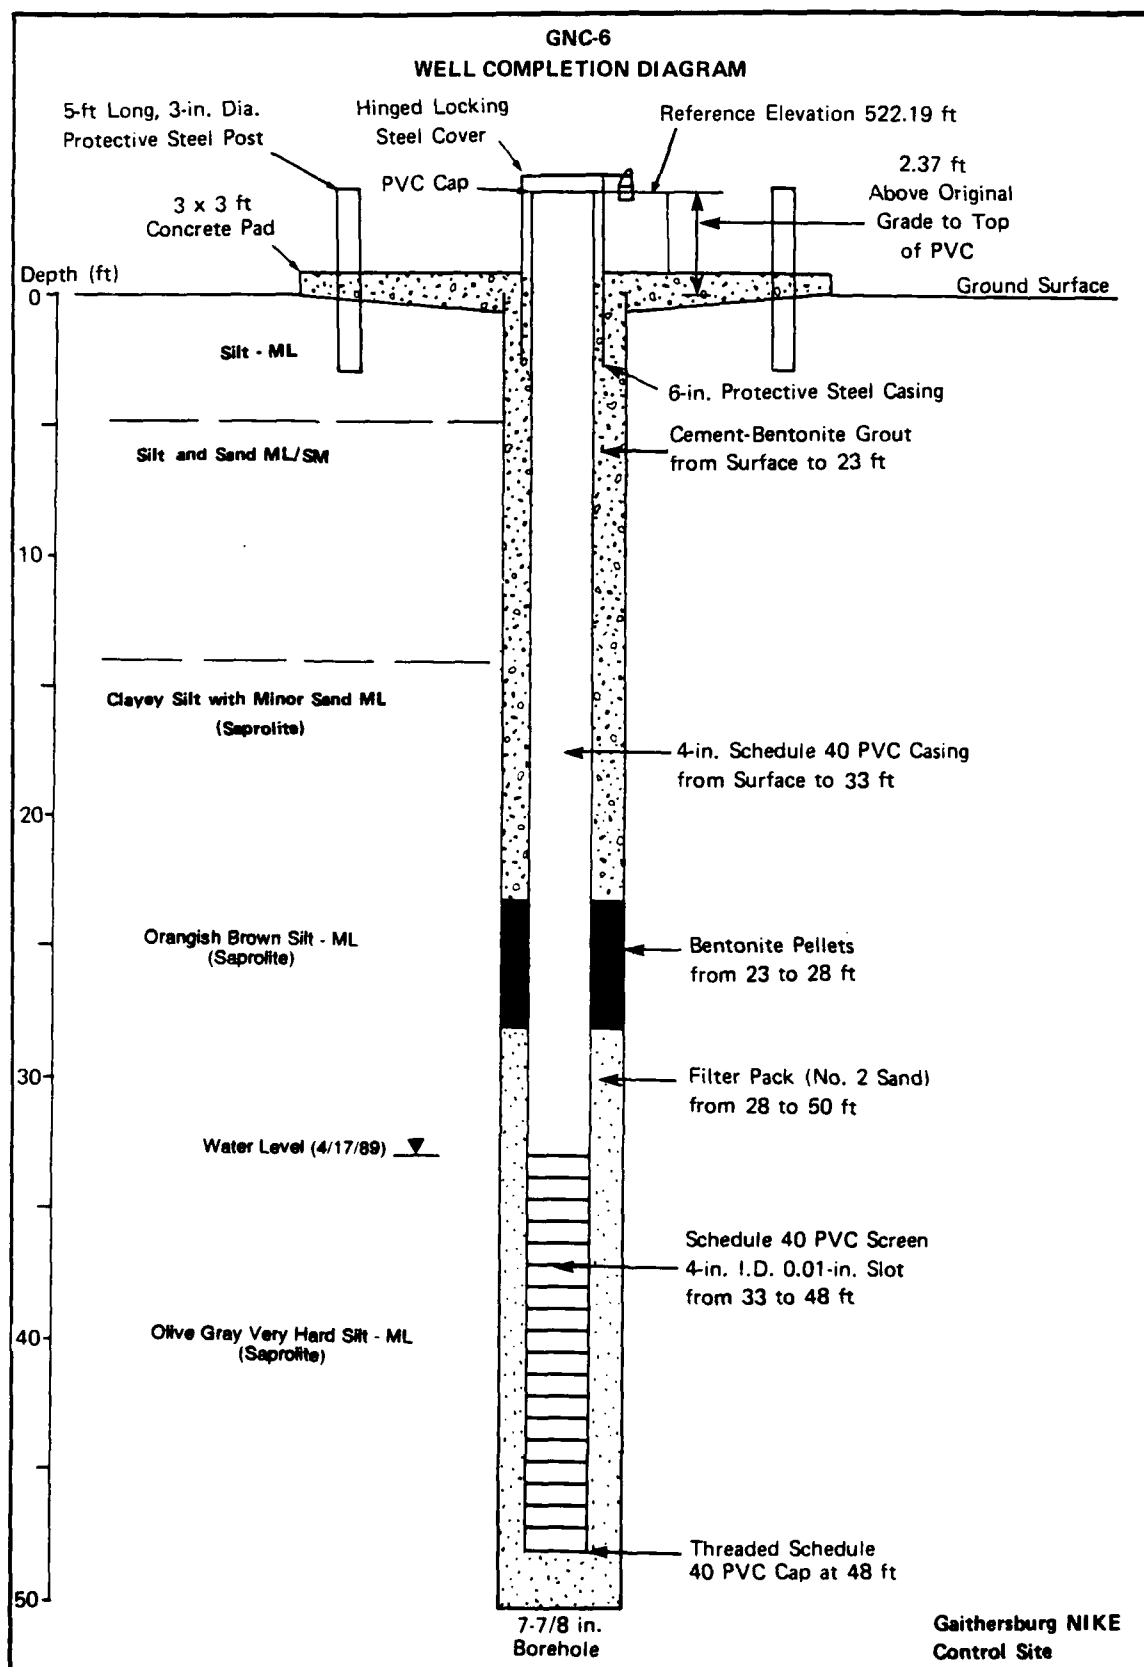 GNC-6
WELL COMPLETION DIAGRAM
5-ft Long, 3-in. Dia.
Protective Steel Post
Hinged Locking
Steel Cover
Reference Elevation 522.19 ft
PVC Cap
2.37 ft
Above Original
Grade to Top
of PVC
3 x 3 ft
Concrete Pad
Depth (ft)
0
Ground Surface
Silt - ML
6-in. Protective Steel Casing
Cement-Bentonite Grout
from Surface to 23 ft
Silt and Sand ML/SM
10
Clayey Silt with Minor Sand ML
(Saprolite)
4-in. Schedule 40 PVC Casing
from Surface to 33 ft
20
Orangish Brown Silt - ML
(Saprolite)
Bentonite Pellets
from 23 to 28 ft
30
Filter Pack (No. 2 Sand)
from 28 to 50 ft
Water Level (4/17/89)
Schedule 40 PVC Screen
4-in. I.D. 0.01-in. Slot
from 33 to 48 ft
40
Olive Gray Very Hard Silt - ML
(Saprolite)
Threaded Schedule
40 PVC Cap at 48 ft
50
7-7/8 in.
Borehole
Gaithersburg NIKE
Control Site